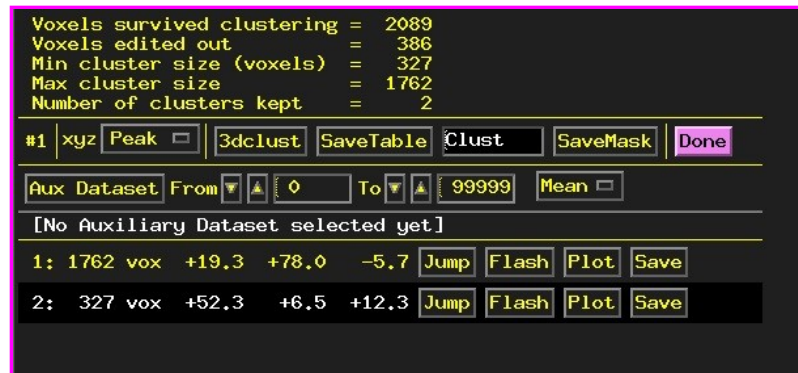 Voxels survived clustering = 2089
Voxels edited out = 386
Min cluster size (voxels) = 327
Max cluster size = 1762
Number of clusters kept = 2
#1 xyz Peak 3dclust SaveTable Clust SaveMask Done
Aux Dataset From 0 To 99999 Mean
[No Auxiliary Dataset selected yet]
1: 1762 vox +19.3 +78.0 -5.7 Jump Flash Plot Save
2: 327 vox +52.3 +6.5 +12.3 Jump Flash Plot Save